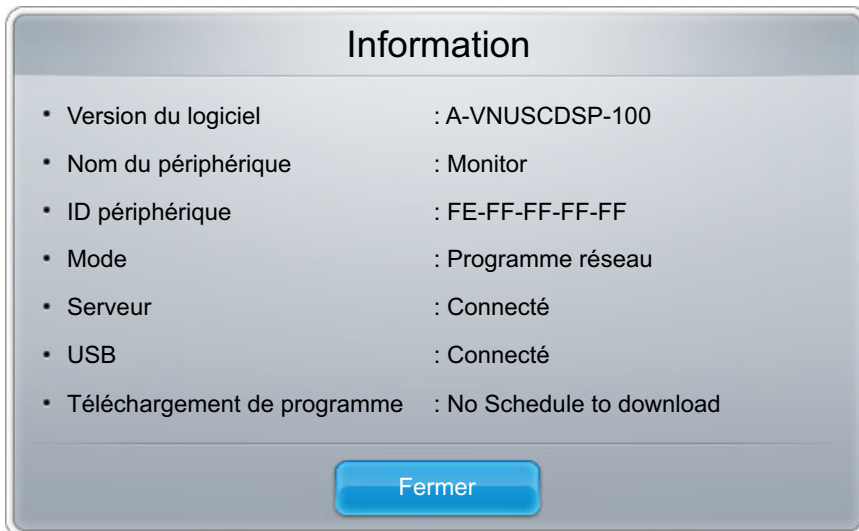 Information
• Version du logiciel : A-VNUSCDSP-100
• Nom du périphérique : Monitor
• ID périphérique : FE-FF-FF-FF-FF
• Mode : Programme réseau
• Serveur : Connecté
• USB : Connecté
• Téléchargement de programme : No Schedule to download
Fermer